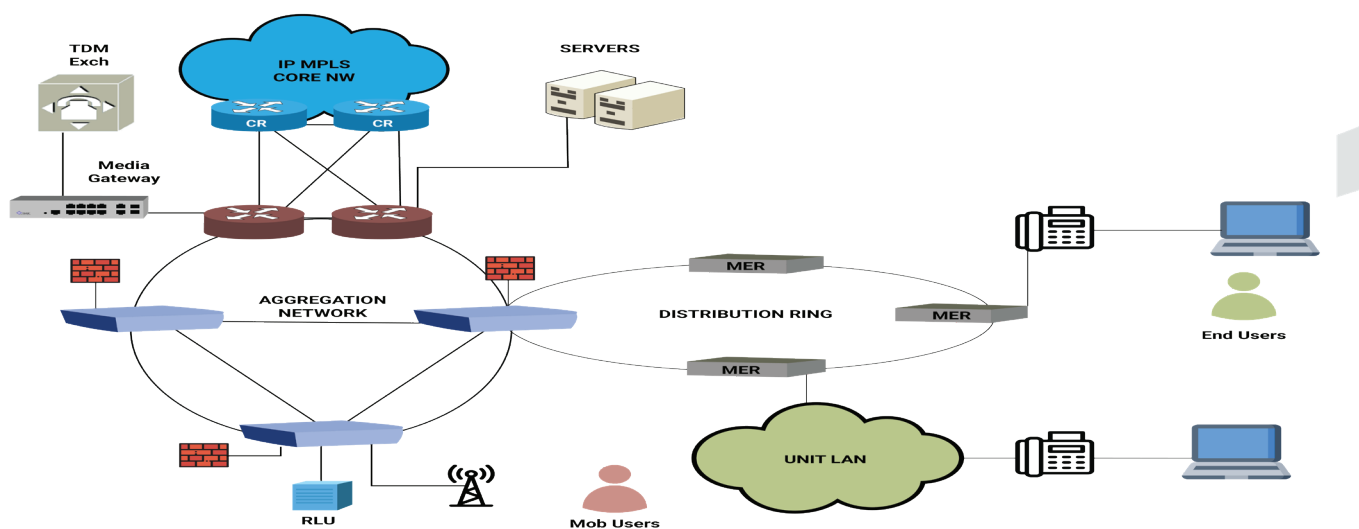 TDM
Exch
IP MPLS
CORE NW
SERVERS
CR
CR
Media
Gateway
MER
AGGREGATION
NETWORK
DISTRIBUTION RING
MER
End Users
MER
UNIT LAN
RLU
Mob Users